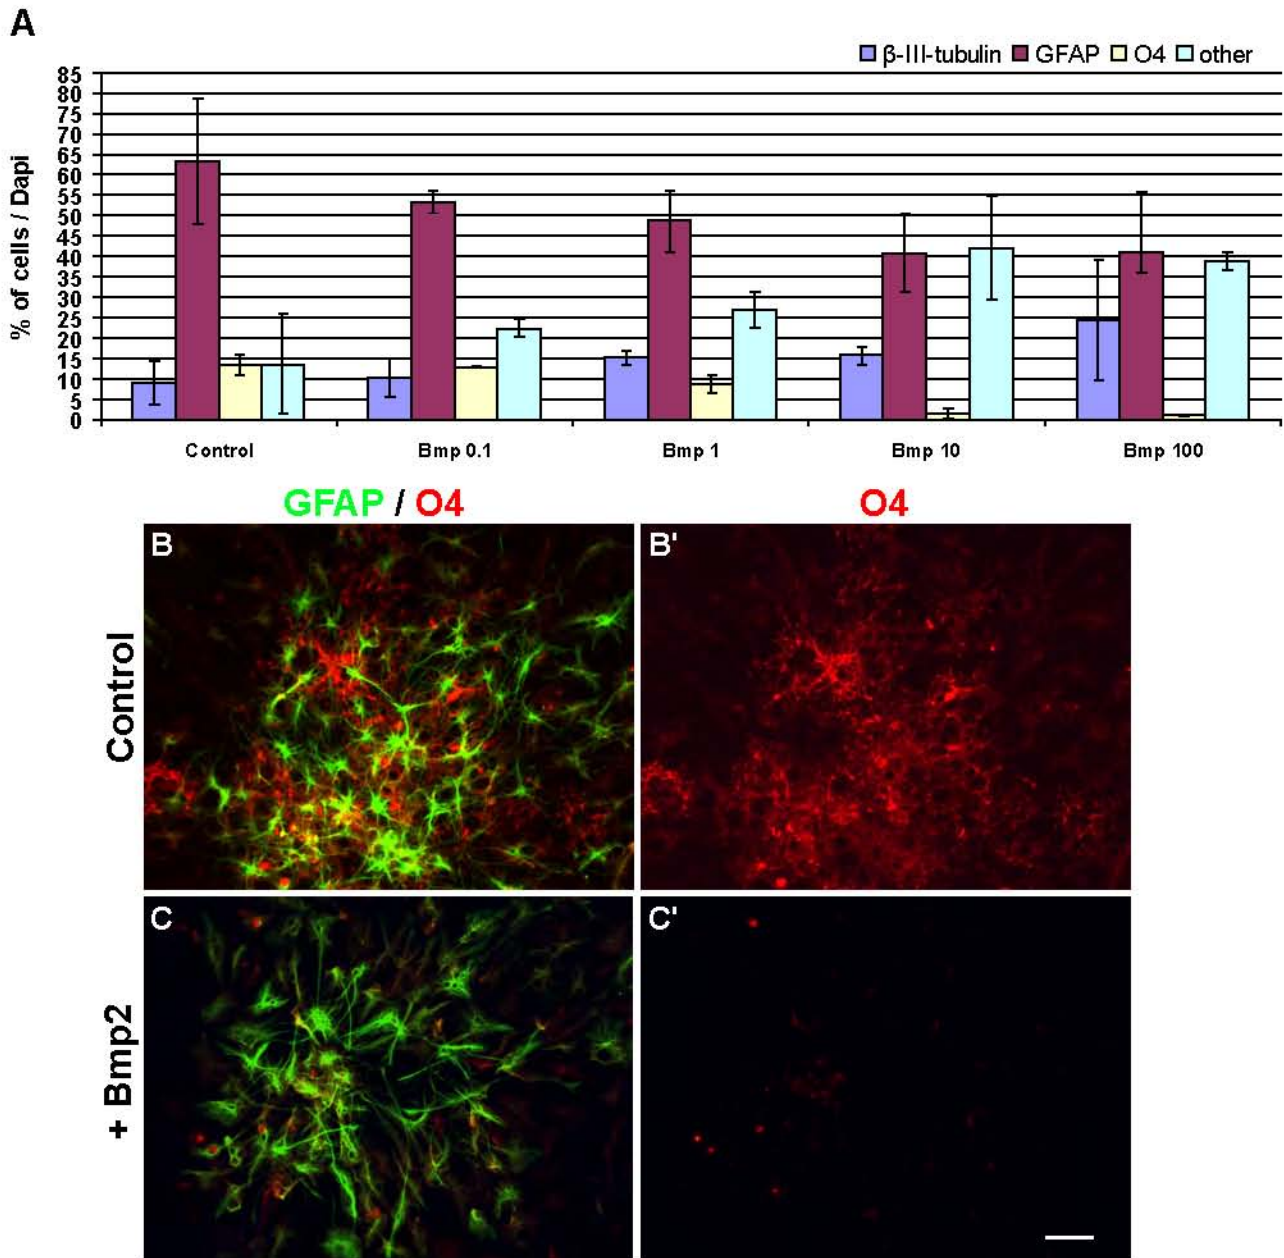 A
β-III-tubulin GFAP O4 other
% of cells / Dapi
85
80
75
70
65
60
55
50
45
40
35
30
25
20
15
10
5
0
Control Bmp 0.1 Bmp 1 Bmp 10 Bmp 100
GFAP / O4 O4
Control
B B'
+ Bmp2
C C'